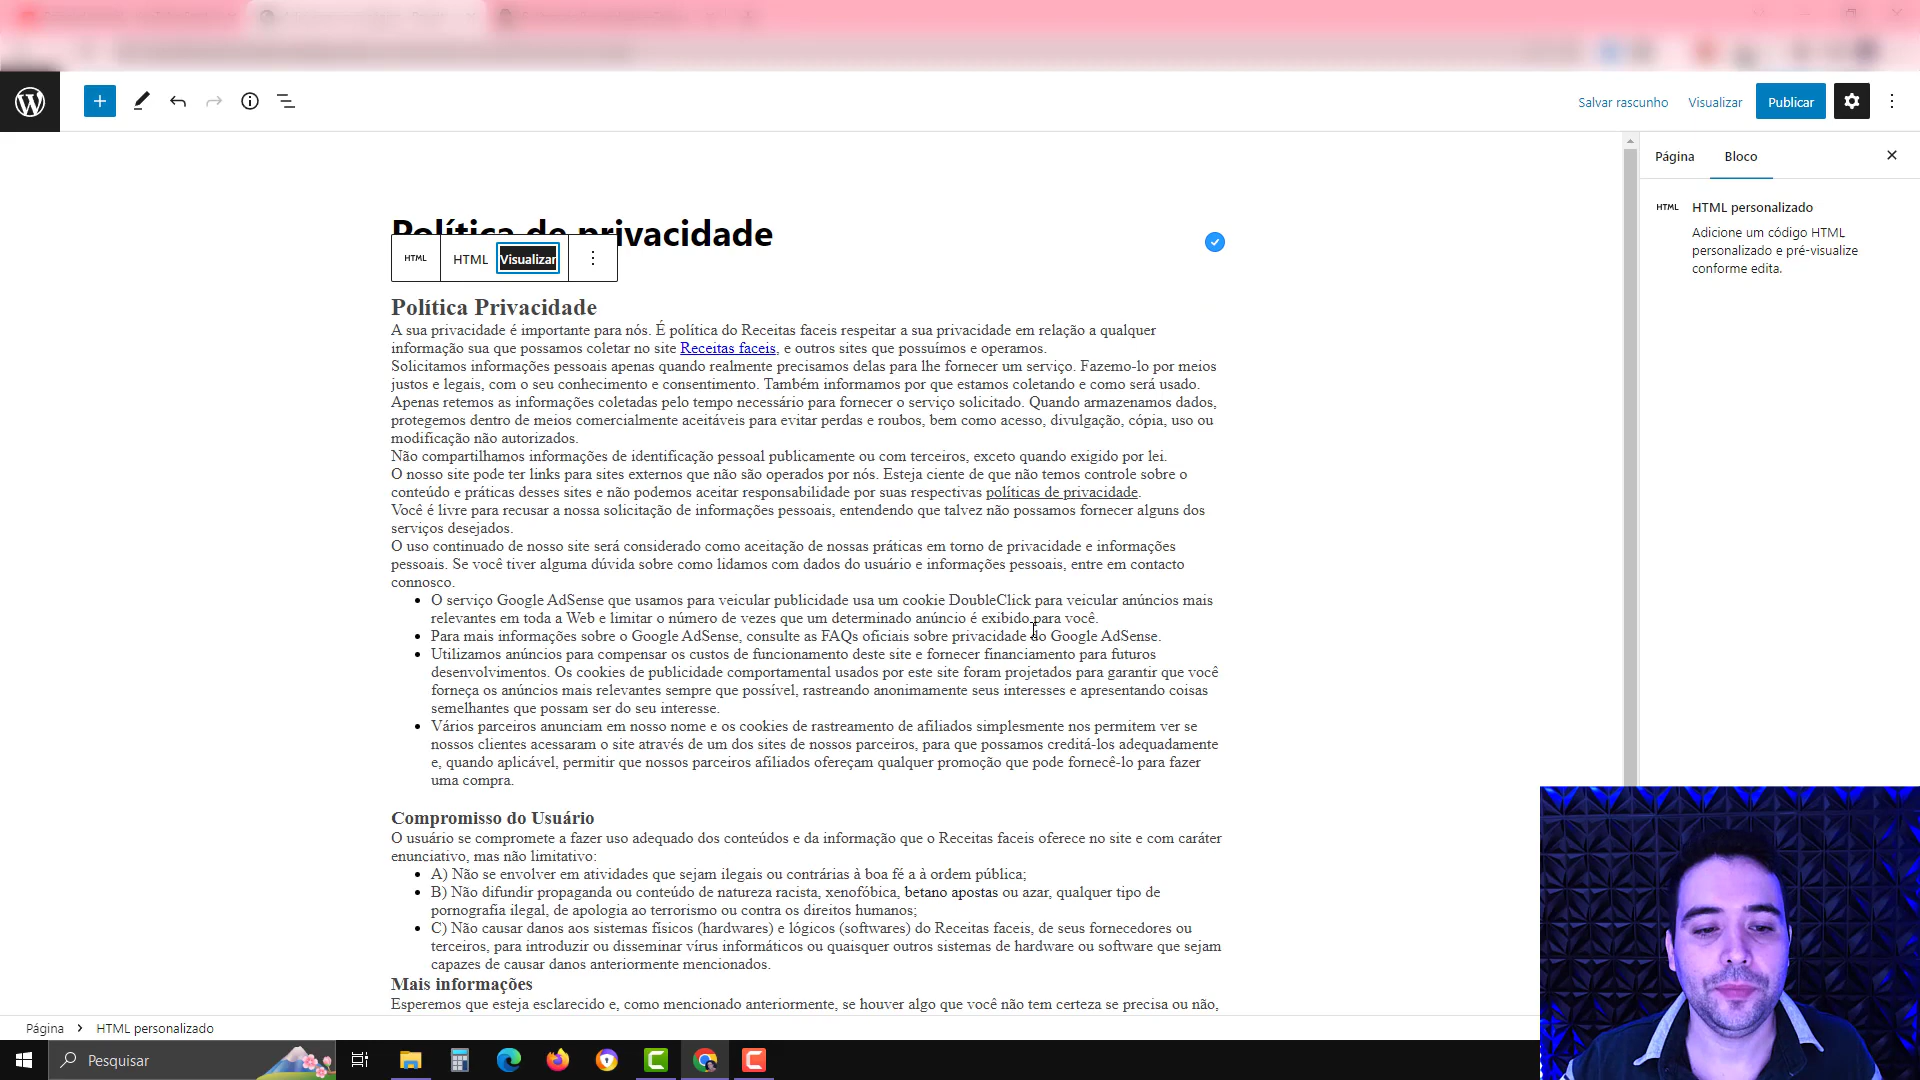 Salvar rascunho
Visualizar
Publicar
Página
Bloco
Política de privacidade
HTML
HTML
Visualizar
HTML
HTML personalizado
Adicione um código HTML
personalizado e pré-visualize
conforme edita.
Política Privacidade
A sua privacidade é importante para nós. É política do Receitas faceis respeitar a sua privacidade em relação a qualquer
informação sua que possamos coletar no site Receitas faceis, e outros sites que possuímos e operamos.
Solicitamos informações pessoais apenas quando realmente precisamos delas para lhe fornecer um serviço. Fazemo-lo por meios
justos e legais, com o seu conhecimento e consentimento. Também informamos por que estamos coletando e como será usado.
Apenas retemos as informações coletadas pelo tempo necessário para fornecer o serviço solicitado. Quando armazenamos dados,
protegemos dentro de meios comercialmente aceitáveis para evitar perdas e roubos, bem como acesso, divulgação, cópia, uso ou
modificação não autorizados.
Não compartilhamos informações de identificação pessoal publicamente ou com terceiros, exceto quando exigido por lei.
O nosso site pode ter links para sites externos que não são operados por nós. Esteja ciente de que não temos controle sobre o
conteúdo e práticas desses sites e não podemos aceitar responsabilidade por suas respectivas políticas de privacidade.
Você é livre para recusar a nossa solicitação de informações pessoais, entendendo que talvez não possamos fornecer alguns dos
serviços desejados.
O uso continuado de nosso site será considerado como aceitação de nossas práticas em torno de privacidade e informações
pessoais. Se você tiver alguma dúvida sobre como lidamos com dados do usuário e informações pessoais, entre em contacto
connosco.
• O serviço Google AdSense que usamos para veicular publicidade usa um cookie DoubleClick para veicular anúncios mais
relevantes em toda a Web e limitar o número de vezes que um determinado anúncio é exibido para você.
• Para mais informações sobre o Google AdSense, consulte as FAQs oficiais sobre privacidade do Google AdSense.
• Utilizamos anúncios para compensar os custos de funcionamento deste site e fornecer financiamento para futuros
desenvolvimentos. Os cookies de publicidade comportamental usados por este site foram projetados para garantir que você
forneça os anúncios mais relevantes sempre que possível, rastreando anonimamente seus interesses e apresentando coisas
semelhantes que possam ser do seu interesse.
• Vários parceiros anunciam em nosso nome e os cookies de rastreamento de afiliados simplesmente nos permitem ver se
nossos clientes acessaram o site através de um dos sites de nossos parceiros, para que possamos creditá-los adequadamente
e, quando aplicável, permitir que nossos parceiros afiliados ofereçam qualquer promoção que pode fornecê-lo para fazer
uma compra.
Compromisso do Usuário
O usuário se compromete a fazer uso adequado dos conteúdos e da informação que o Receitas faceis oferece no site e com caráter
enunciativo, mas não limitativo:
• A) Não se envolver em atividades que sejam ilegais ou contrárias à boa fé a à ordem pública;
• B) Não difundir propaganda ou conteúdo de natureza racista, xenofóbica, betano apostas ou azar, qualquer tipo de
pornografia ilegal, de apologia ao terrorismo ou contra os direitos humanos;
• C) Não causar danos aos sistemas físicos (hardwares) e lógicos (softwares) do Receitas faceis, de seus fornecedores ou
terceiros, para introduzir ou disseminar vírus informáticos ou quaisquer outros sistemas de hardware ou software que sejam
capazes de causar danos anteriormente mencionados.
Mais informações
Esperemos que esteja esclarecido e, como mencionado anteriormente, se houver algo que você não tem certeza se precisa ou não,
Página
HTML personalizado
Pesquisar